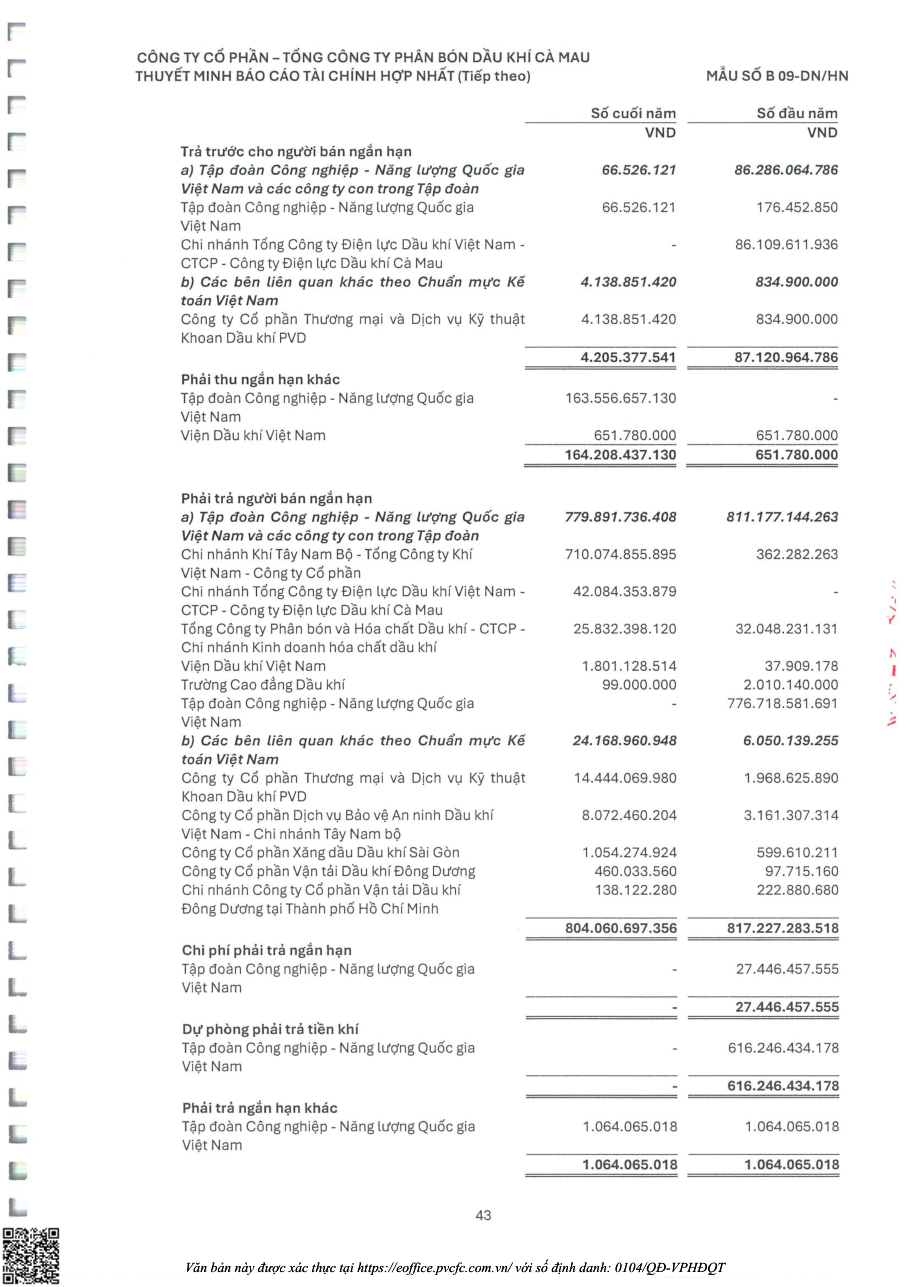 CÔNG TY CỔ PHẦN – TỔNG CÔNG TY PHÂN BÓN DẦU KHÍ CÀ MAU
THUYẾT MINH BÁO CÁO TÀI CHÍNH HỢP NHẤT (Tiếp theo) MẪU SỐ B 09-DN/HN
Số cuối năm Số đầu năm
VND VND
Trả trước cho người bán ngắn hạn
a) Tập đoàn Công nghiệp - Năng lượng Quốc gia 66.526.121 86.286.064.786
Việt Nam và các công ty con trong Tập đoàn
Tập đoàn Công nghiệp - Năng lượng Quốc gia 66.526.121 176.452.850
Việt Nam
Chi nhánh Tổng Công ty Điện lực Dầu khí Việt Nam - - 86.109.611.936
CTCP - Công ty Điện lực Dầu khí Cà Mau
b) Các bên liên quan khác theo Chuẩn mực Kế 4.138.851.420 834.900.000
toán Việt Nam
Công ty Cổ phần Thương mại và Dịch vụ Kỹ thuật 4.138.851.420 834.900.000
Khoan Dầu khí PVD
4.205.377.541 87.120.964.786
Phải thu ngắn hạn khác
Tập đoàn Công nghiệp - Năng lượng Quốc gia 163.556.657.130 -
Việt Nam
Viện Dầu khí Việt Nam 651.780.000 651.780.000
164.208.437.130 651.780.000
Phải trả người bán ngắn hạn
a) Tập đoàn Công nghiệp - Năng lượng Quốc gia 779.891.736.408 811.177.144.263
Việt Nam và các công ty con trong Tập đoàn
Chi nhánh Khí Tây Nam Bộ - Tổng Công ty Khí 710.074.855.895 362.282.263
Việt Nam - Công ty Cổ phần
Chi nhánh Tổng Công ty Điện lực Dầu khí Việt Nam - 42.084.353.879 -
CTCP - Công ty Điện lực Dầu khí Cà Mau
Tổng Công ty Phân bón và Hóa chất Dầu khí - CTCP - 25.832.398.120 32.048.231.131
Chi nhánh Kinh doanh hóa chất dầu khí
Viện Dầu khí Việt Nam 1.801.128.514 37.909.178
Trường Cao đẳng Dầu khí 99.000.000 2.010.140.000
Tập đoàn Công nghiệp - Năng lượng Quốc gia - 776.718.581.691
Việt Nam
b) Các bên liên quan khác theo Chuẩn mực Kế 24.168.960.948 6.050.139.255
toán Việt Nam
Công ty Cổ phần Thương mại và Dịch vụ Kỹ thuật 14.444.069.980 1.968.625.890
Khoan Dầu khí PVD
Công ty Cổ phần Dịch vụ Bảo vệ An ninh Dầu khí 8.072.460.204 3.161.307.314
Việt Nam - Chi nhánh Tây Nam bộ
Công ty Cổ phần Xăng dầu Dầu khí Sài Gòn 1.054.274.924 599.610.211
Công ty Cổ phần Vận tải Dầu khí Đông Dương 460.033.560 97.715.160
Chi nhánh Công ty Cổ phần Vận tải Dầu khí 138.122.280 222.880.680
Đông Dương tại Thành phố Hồ Chí Minh
804.060.697.356 817.227.283.518
Chi phí phải trả ngắn hạn
Tập đoàn Công nghiệp - Năng lượng Quốc gia - 27.446.457.555
Việt Nam
- 27.446.457.555
Dự phòng phải trả tiền khí
Tập đoàn Công nghiệp - Năng lượng Quốc gia - 616.246.434.178
Việt Nam
- 616.246.434.178
Phải trả ngắn hạn khác
Tập đoàn Công nghiệp - Năng lượng Quốc gia 1.064.065.018 1.064.065.018
Việt Nam
1.064.065.018 1.064.065.018
43
Văn bản này được xác thực tại https://eoffice.pvcfc.com.vn/ với số định danh: 0104/QĐ-VPHĐQT